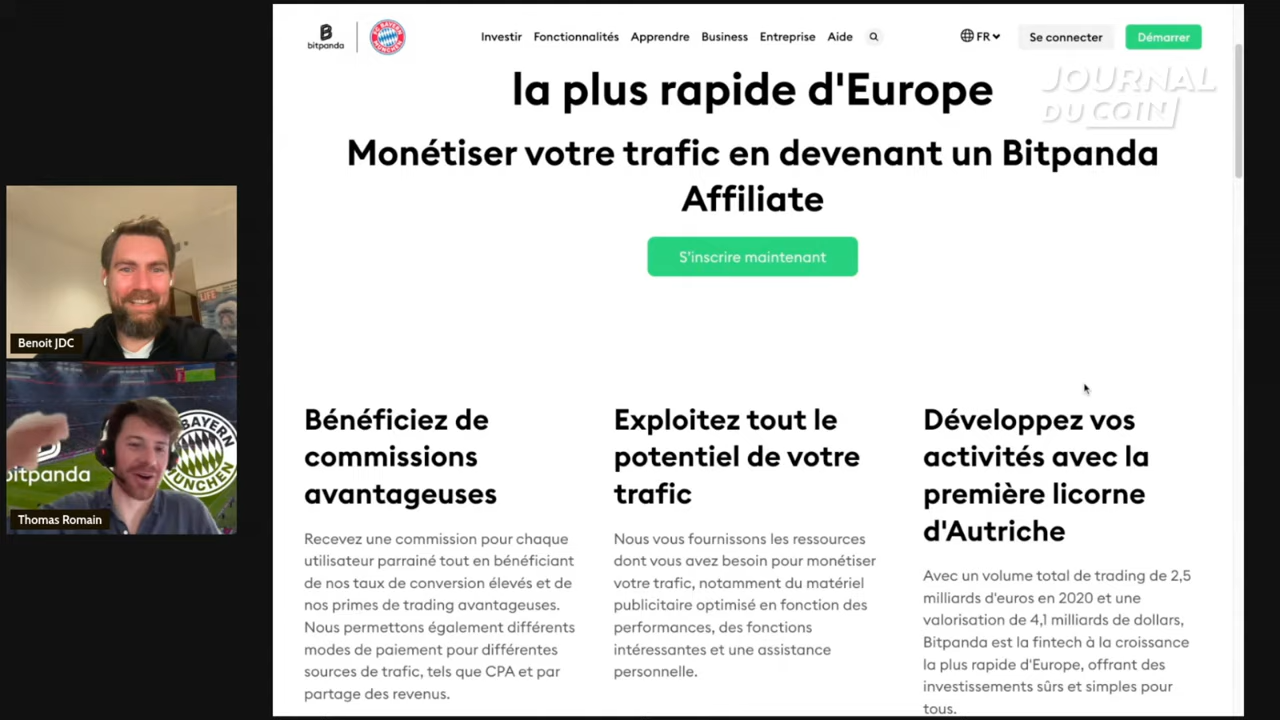 bitpanda
FC BAYERN
MÜNCHEN
Investir
Fonctionnalités
Apprendre
Business
Entreprise
Aide
FR
Se connecter
Démarrer
JOURNAL
DU COIN
la plus rapide d'Europe
Monétiser votre trafic en devenant un Bitpanda
Affiliate
S'inscrire maintenant
LIFE
Benoit JDC
bitpanda
BAYERN
MÜNCHEN
Thomas Romain
Bénéficiez de
commissions
avantageuses
Recevez une commission pour chaque
utilisateur parrainé tout en bénéficiant
de nos taux de conversion élevés et de
nos primes de trading avantageuses.
Nous permettons également différents
modes de paiement pour différentes
sources de trafic, tels que CPA et par
partage des revenus.
Exploitez tout le
potentiel de votre
trafic
Nous vous fournissons les ressources
dont vous avez besoin pour monétiser
votre trafic, notamment du matériel
publicitaire optimisé en fonction des
performances, des fonctions
intéressantes et une assistance
personnelle.
Développez vos
activités avec la
première licorne
d'Autriche
Avec un volume total de trading de 2,5
milliards d'euros en 2020 et une
valorisation de 4,1 milliards de dollars,
Bitpanda est la fintech à la croissance
la plus rapide d'Europe, offrant des
investissements sûrs et simples pour
tous.